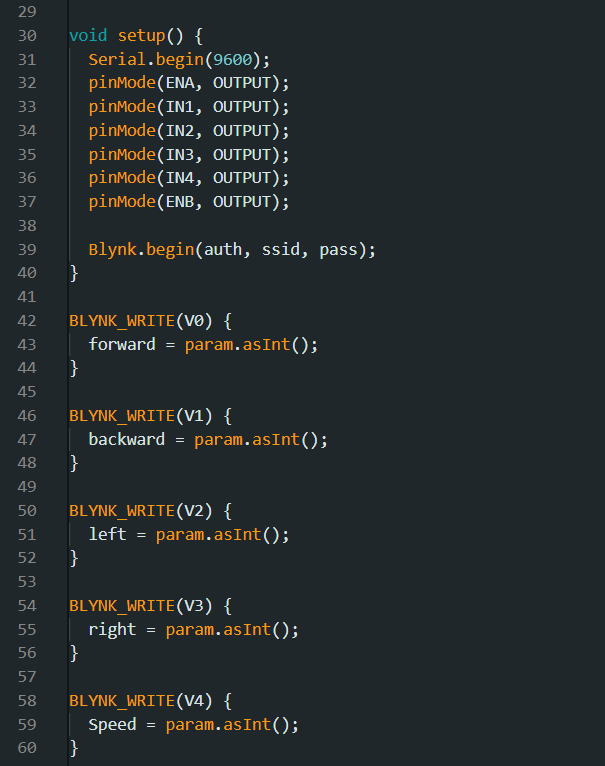 29
30 void setup() {
31 Serial.begin(9600);
32 pinMode(ENA, OUTPUT);
33 pinMode(IN1, OUTPUT);
34 pinMode(IN2, OUTPUT);
35 pinMode(IN3, OUTPUT);
36 pinMode(IN4, OUTPUT);
37 pinMode(ENB, OUTPUT);
38
39 Blynk.begin(auth, ssid, pass);
40 }
41
42 BLYNK_WRITE(V0) {
43 forward = param.asInt();
44 }
45
46 BLYNK_WRITE(V1) {
47 backward = param.asInt();
48 }
49
50 BLYNK_WRITE(V2) {
51 left = param.asInt();
52 }
53
54 BLYNK_WRITE(V3) {
55 right = param.asInt();
56 }
57
58 BLYNK_WRITE(V4) {
59 Speed = param.asInt();
60 }